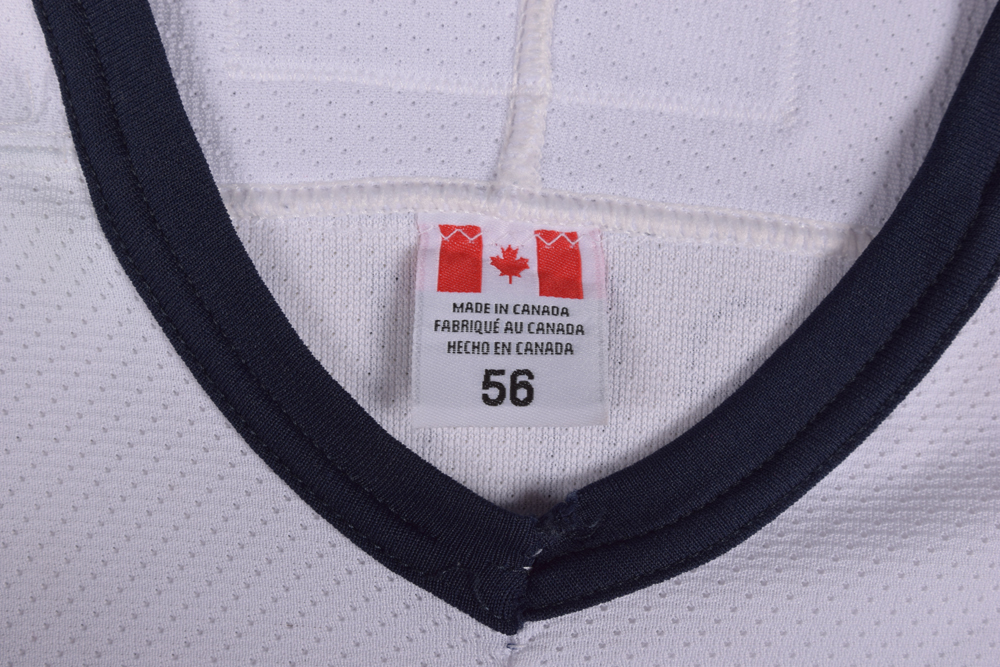 MADE IN CANADA
FABRIQUÉ AU CANADA
HECHO EN CANADA
56